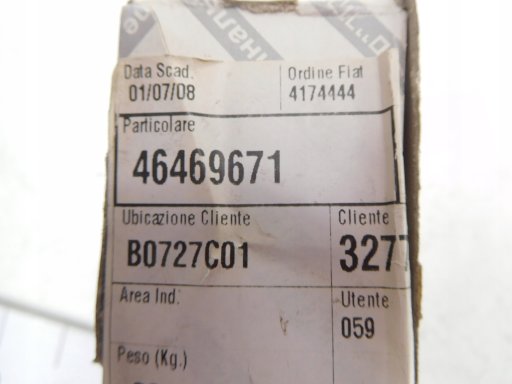 Data Scad. Ordine Fiat
01/07/08 4174444
Particolare
46469671
Ubicazione Cliente Cliente
B0727C01 3277
Area Ind. Utente
059
Peso (Kg.)